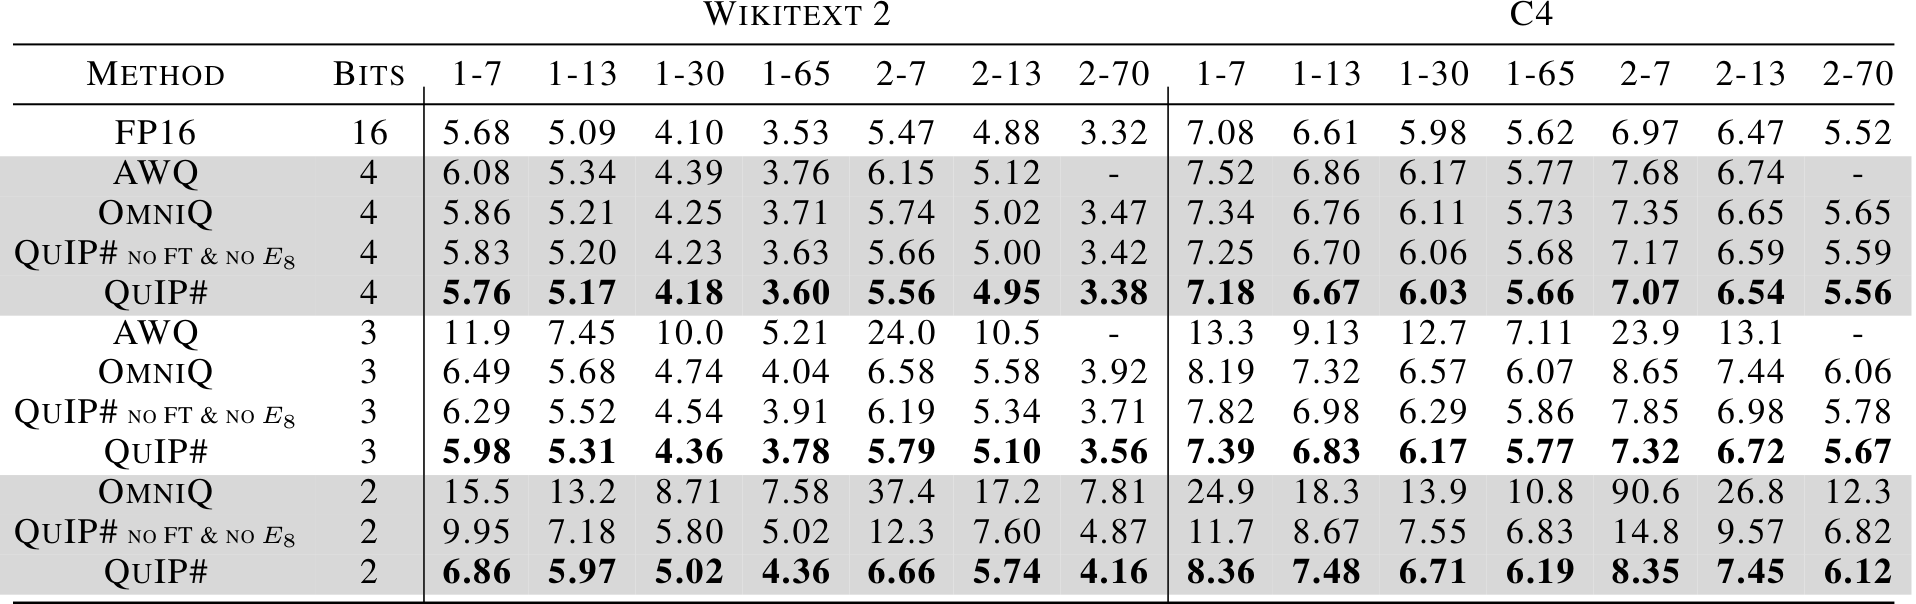 WIKITEXT 2 C4
METHOD BITS 1-7 1-13 1-30 1-65 2-7 2-13 2-70 1-7 1-13 1-30 1-65 2-7 2-13 2-70
FP16 16 5.68 5.09 4.10 3.53 5.47 4.88 3.32 7.08 6.61 5.98 5.62 6.97 6.47 5.52
AWQ 4 6.08 5.34 4.39 3.76 6.15 5.12 - 7.52 6.86 6.17 5.77 7.68 6.74 -
OMNIQ 4 5.86 5.21 4.25 3.71 5.74 5.02 3.47 7.34 6.76 6.11 5.73 7.35 6.65 5.65
QUIP# NO FT & NO E8 4 5.83 5.20 4.23 3.63 5.66 5.00 3.42 7.25 6.70 6.06 5.68 7.17 6.59 5.59
QUIP# 4 5.76 5.17 4.18 3.60 5.56 4.95 3.38 7.18 6.67 6.03 5.66 7.07 6.54 5.56
AWQ 3 11.9 7.45 10.0 5.21 24.0 10.5 - 13.3 9.13 12.7 7.11 23.9 13.1 -
OMNIQ 3 6.49 5.68 4.74 4.04 6.58 5.58 3.92 8.19 7.32 6.57 6.07 8.65 7.44 6.06
QUIP# NO FT & NO E8 3 6.29 5.52 4.54 3.91 6.19 5.34 3.71 7.82 6.98 6.29 5.86 7.85 6.98 5.78
QUIP# 3 5.98 5.31 4.36 3.78 5.79 5.10 3.56 7.39 6.83 6.17 5.77 7.32 6.72 5.67
OMNIQ 2 15.5 13.2 8.71 7.58 37.4 17.2 7.81 24.9 18.3 13.9 10.8 90.6 26.8 12.3
QUIP# NO FT & NO E8 2 9.95 7.18 5.80 5.02 12.3 7.60 4.87 11.7 8.67 7.55 6.83 14.8 9.57 6.82
QUIP# 2 6.86 5.97 5.02 4.36 6.66 5.74 4.16 8.36 7.48 6.71 6.19 8.35 7.45 6.12